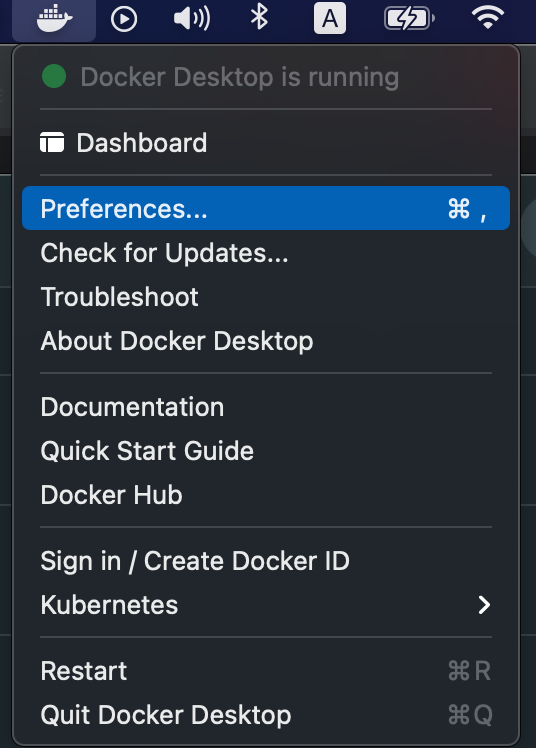 A
Docker Desktop is running
Dashboard
Preferences... ⌘ ,
Check for Updates...
Troubleshoot
About Docker Desktop
Documentation
Quick Start Guide
Docker Hub
Sign in / Create Docker ID
Kubernetes
Restart ⌘R
Quit Docker Desktop ⌘Q